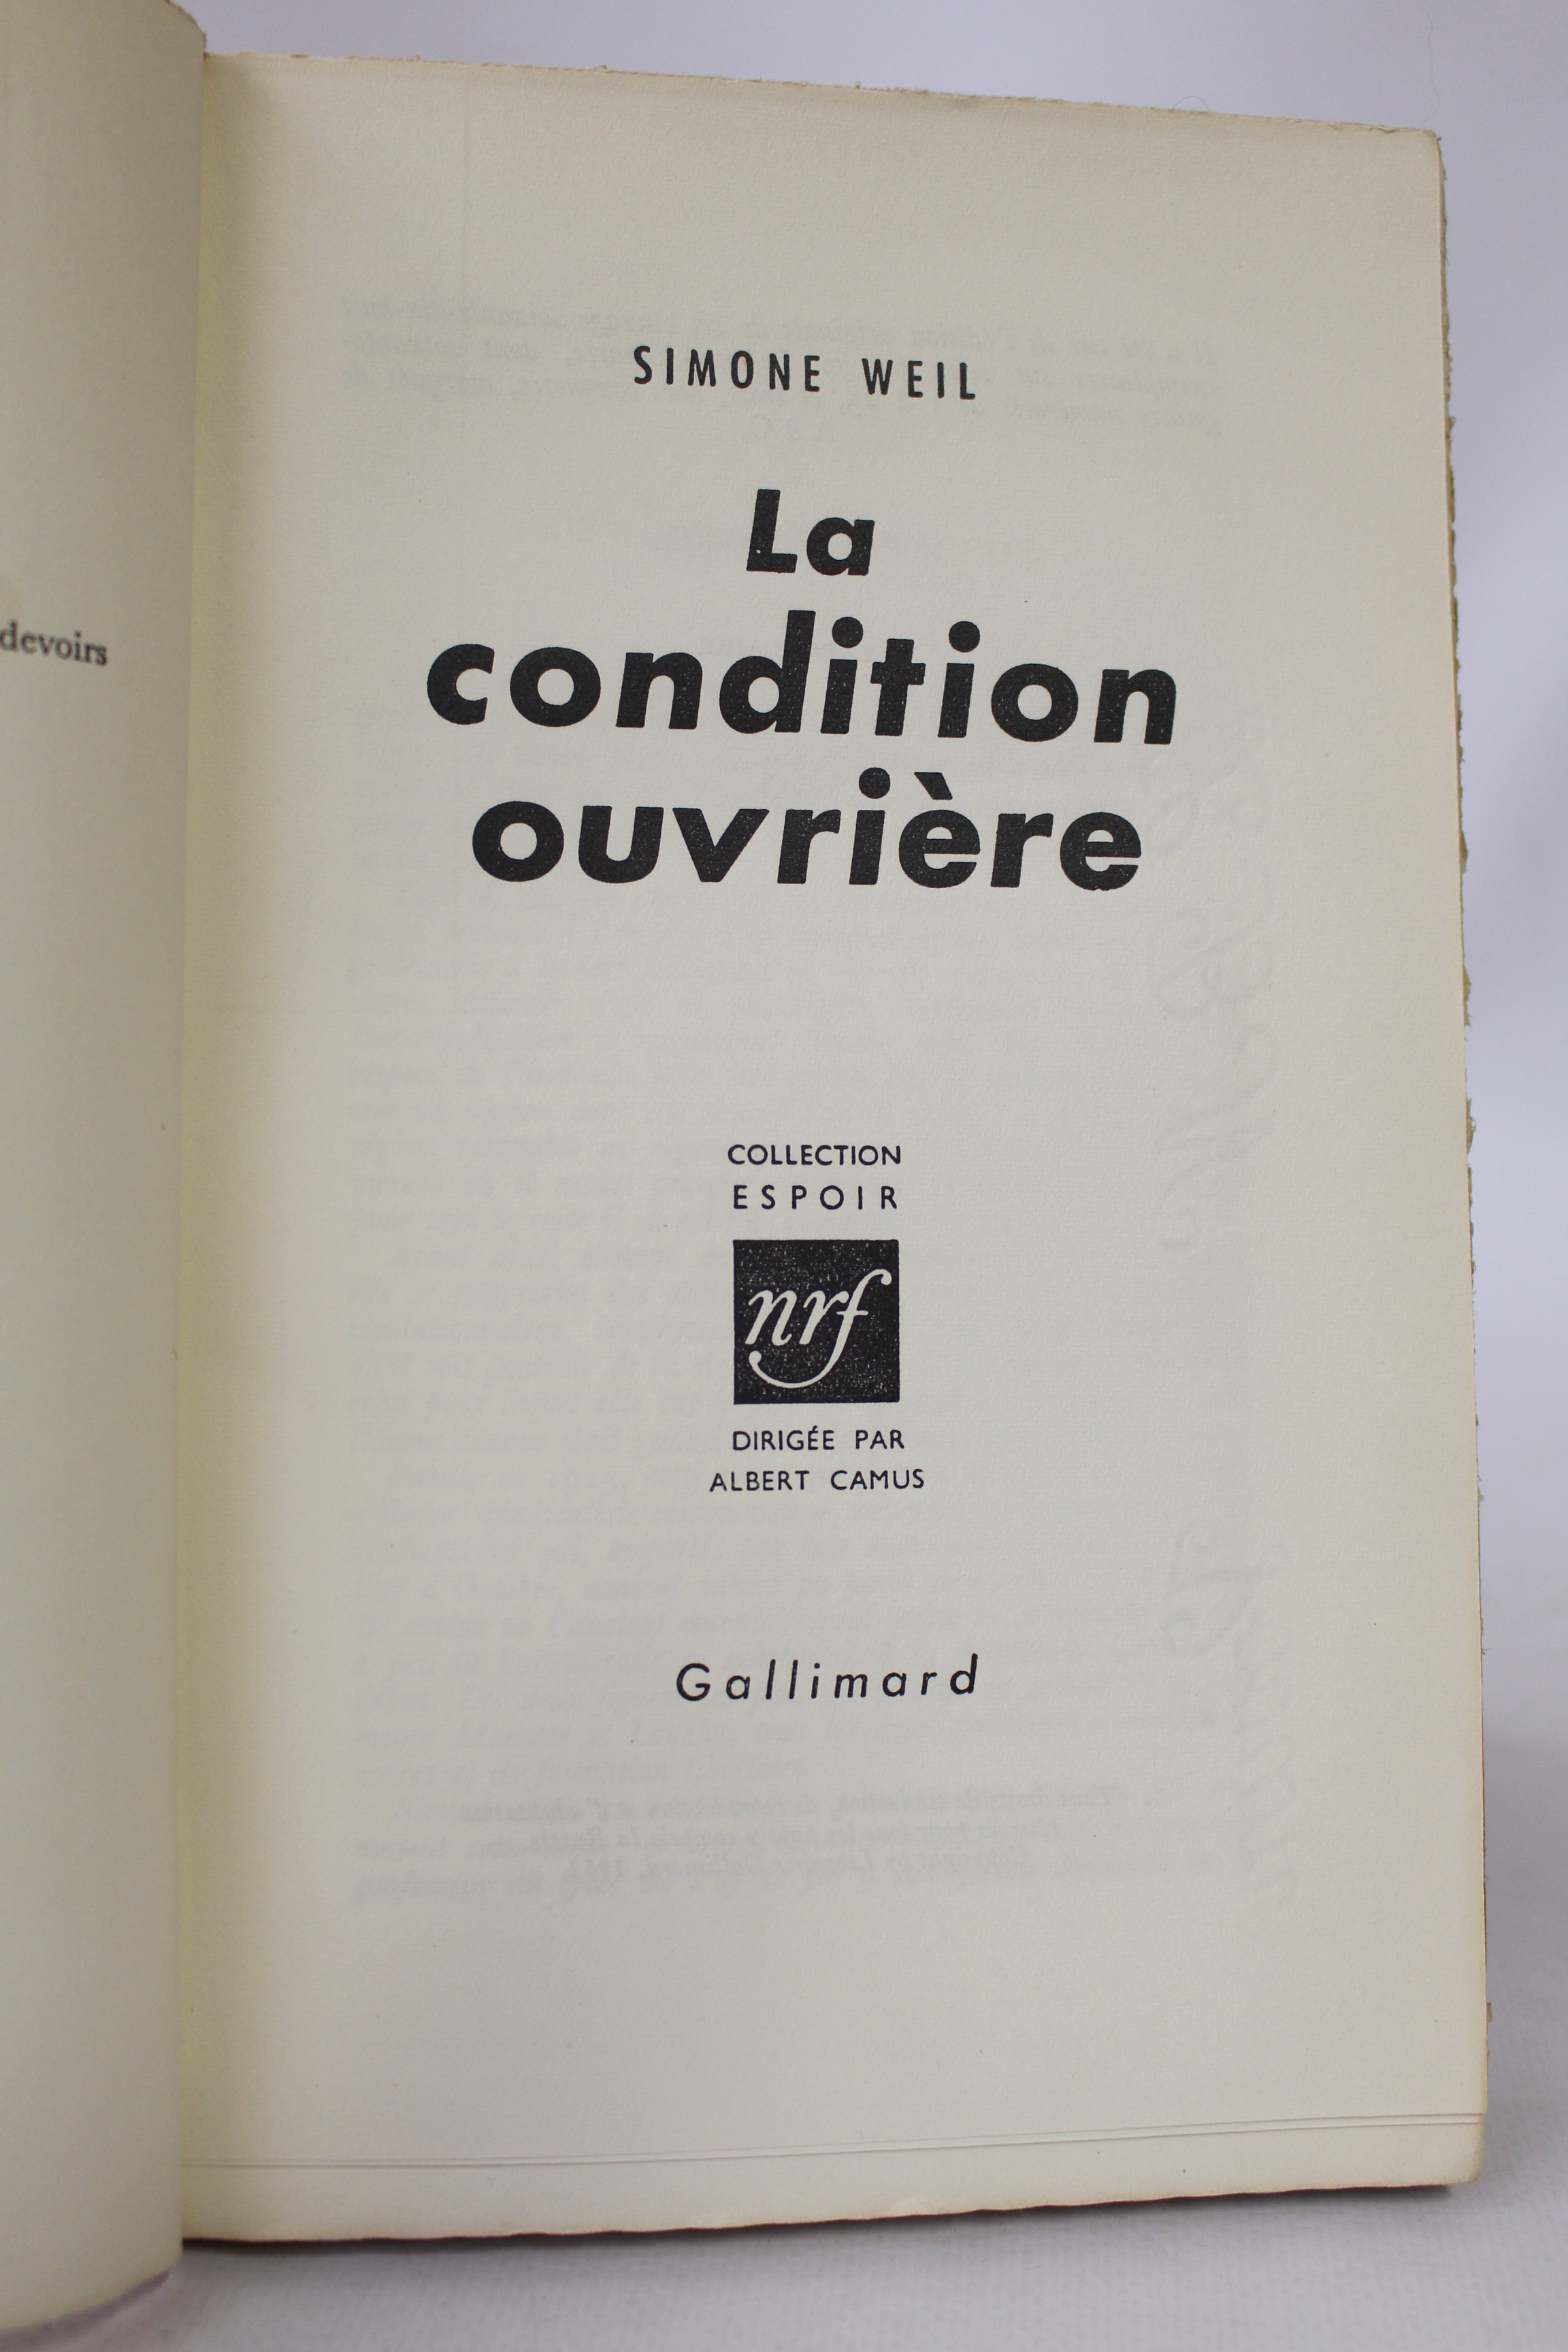 devoirs
SIMONE WEIL
La
condition
ouvrière
COLLECTION
ESPOIR
nrf
DIRIGÉE PAR
ALBERT CAMUS
Gallimard